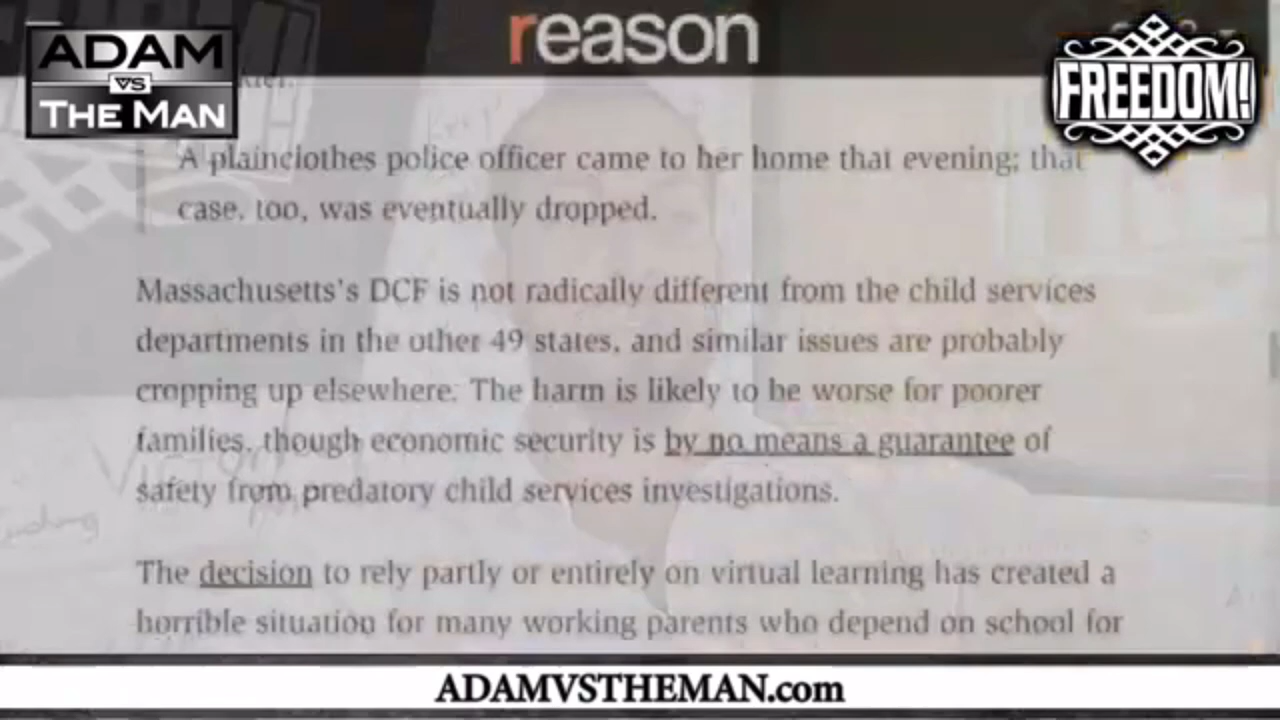 reason
ADAM
VS
THE MAN
FREEDOM!
A plainclothes police officer came to her home that evening; that
case, too, was eventually dropped.
Massachusetts's DCF is not radically different from the child services
departments in the other 49 states, and similar issues are probably
cropping up elsewhere. The harm is likely to be worse for poorer
families, though economic security is by no means a guarantee of
safety from predatory child services investigations.
The decision to rely partly or entirely on virtual learning has created a
horrible situation for many working parents who depend on school for
ADAMVSTHEMAN.com